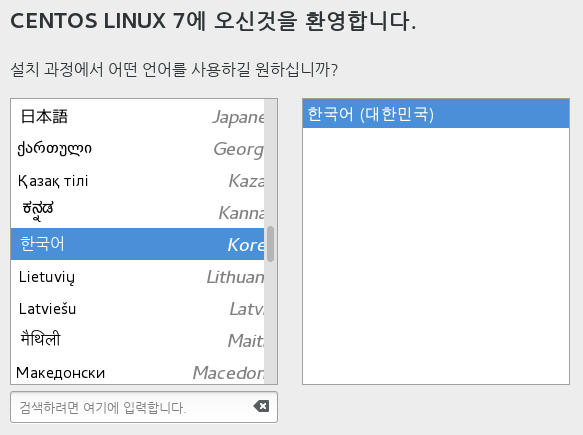 CENTOS LINUX 7에 오신것을 환영합니다.
설치 과정에서 어떤 언어를 사용하길 원하십니까?
日本語 Japane
ქართული Georg
Қазақ тілі Kaza
ಕನ್ನಡ Kanna
한국어 Kore
Lietuvių Lithuan
Latviešu Latv
मैथिली Mait
Македонски Macedon
한국어 (대한민국)
검색하려면 여기에 입력합니다.